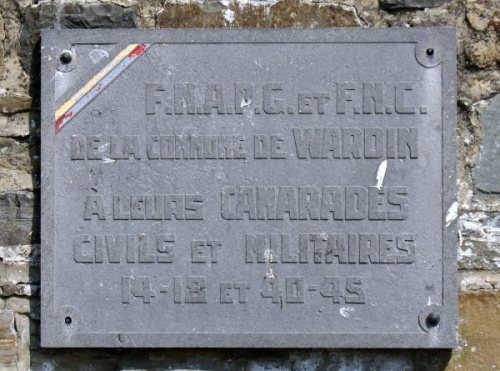 F.N.A.P.G. ET F.N.C.
DE LA COMMUNE DE WARDIN
À LEURS CAMARADES
CIVILS ET MILITAIRES
14-18 ET 40-45